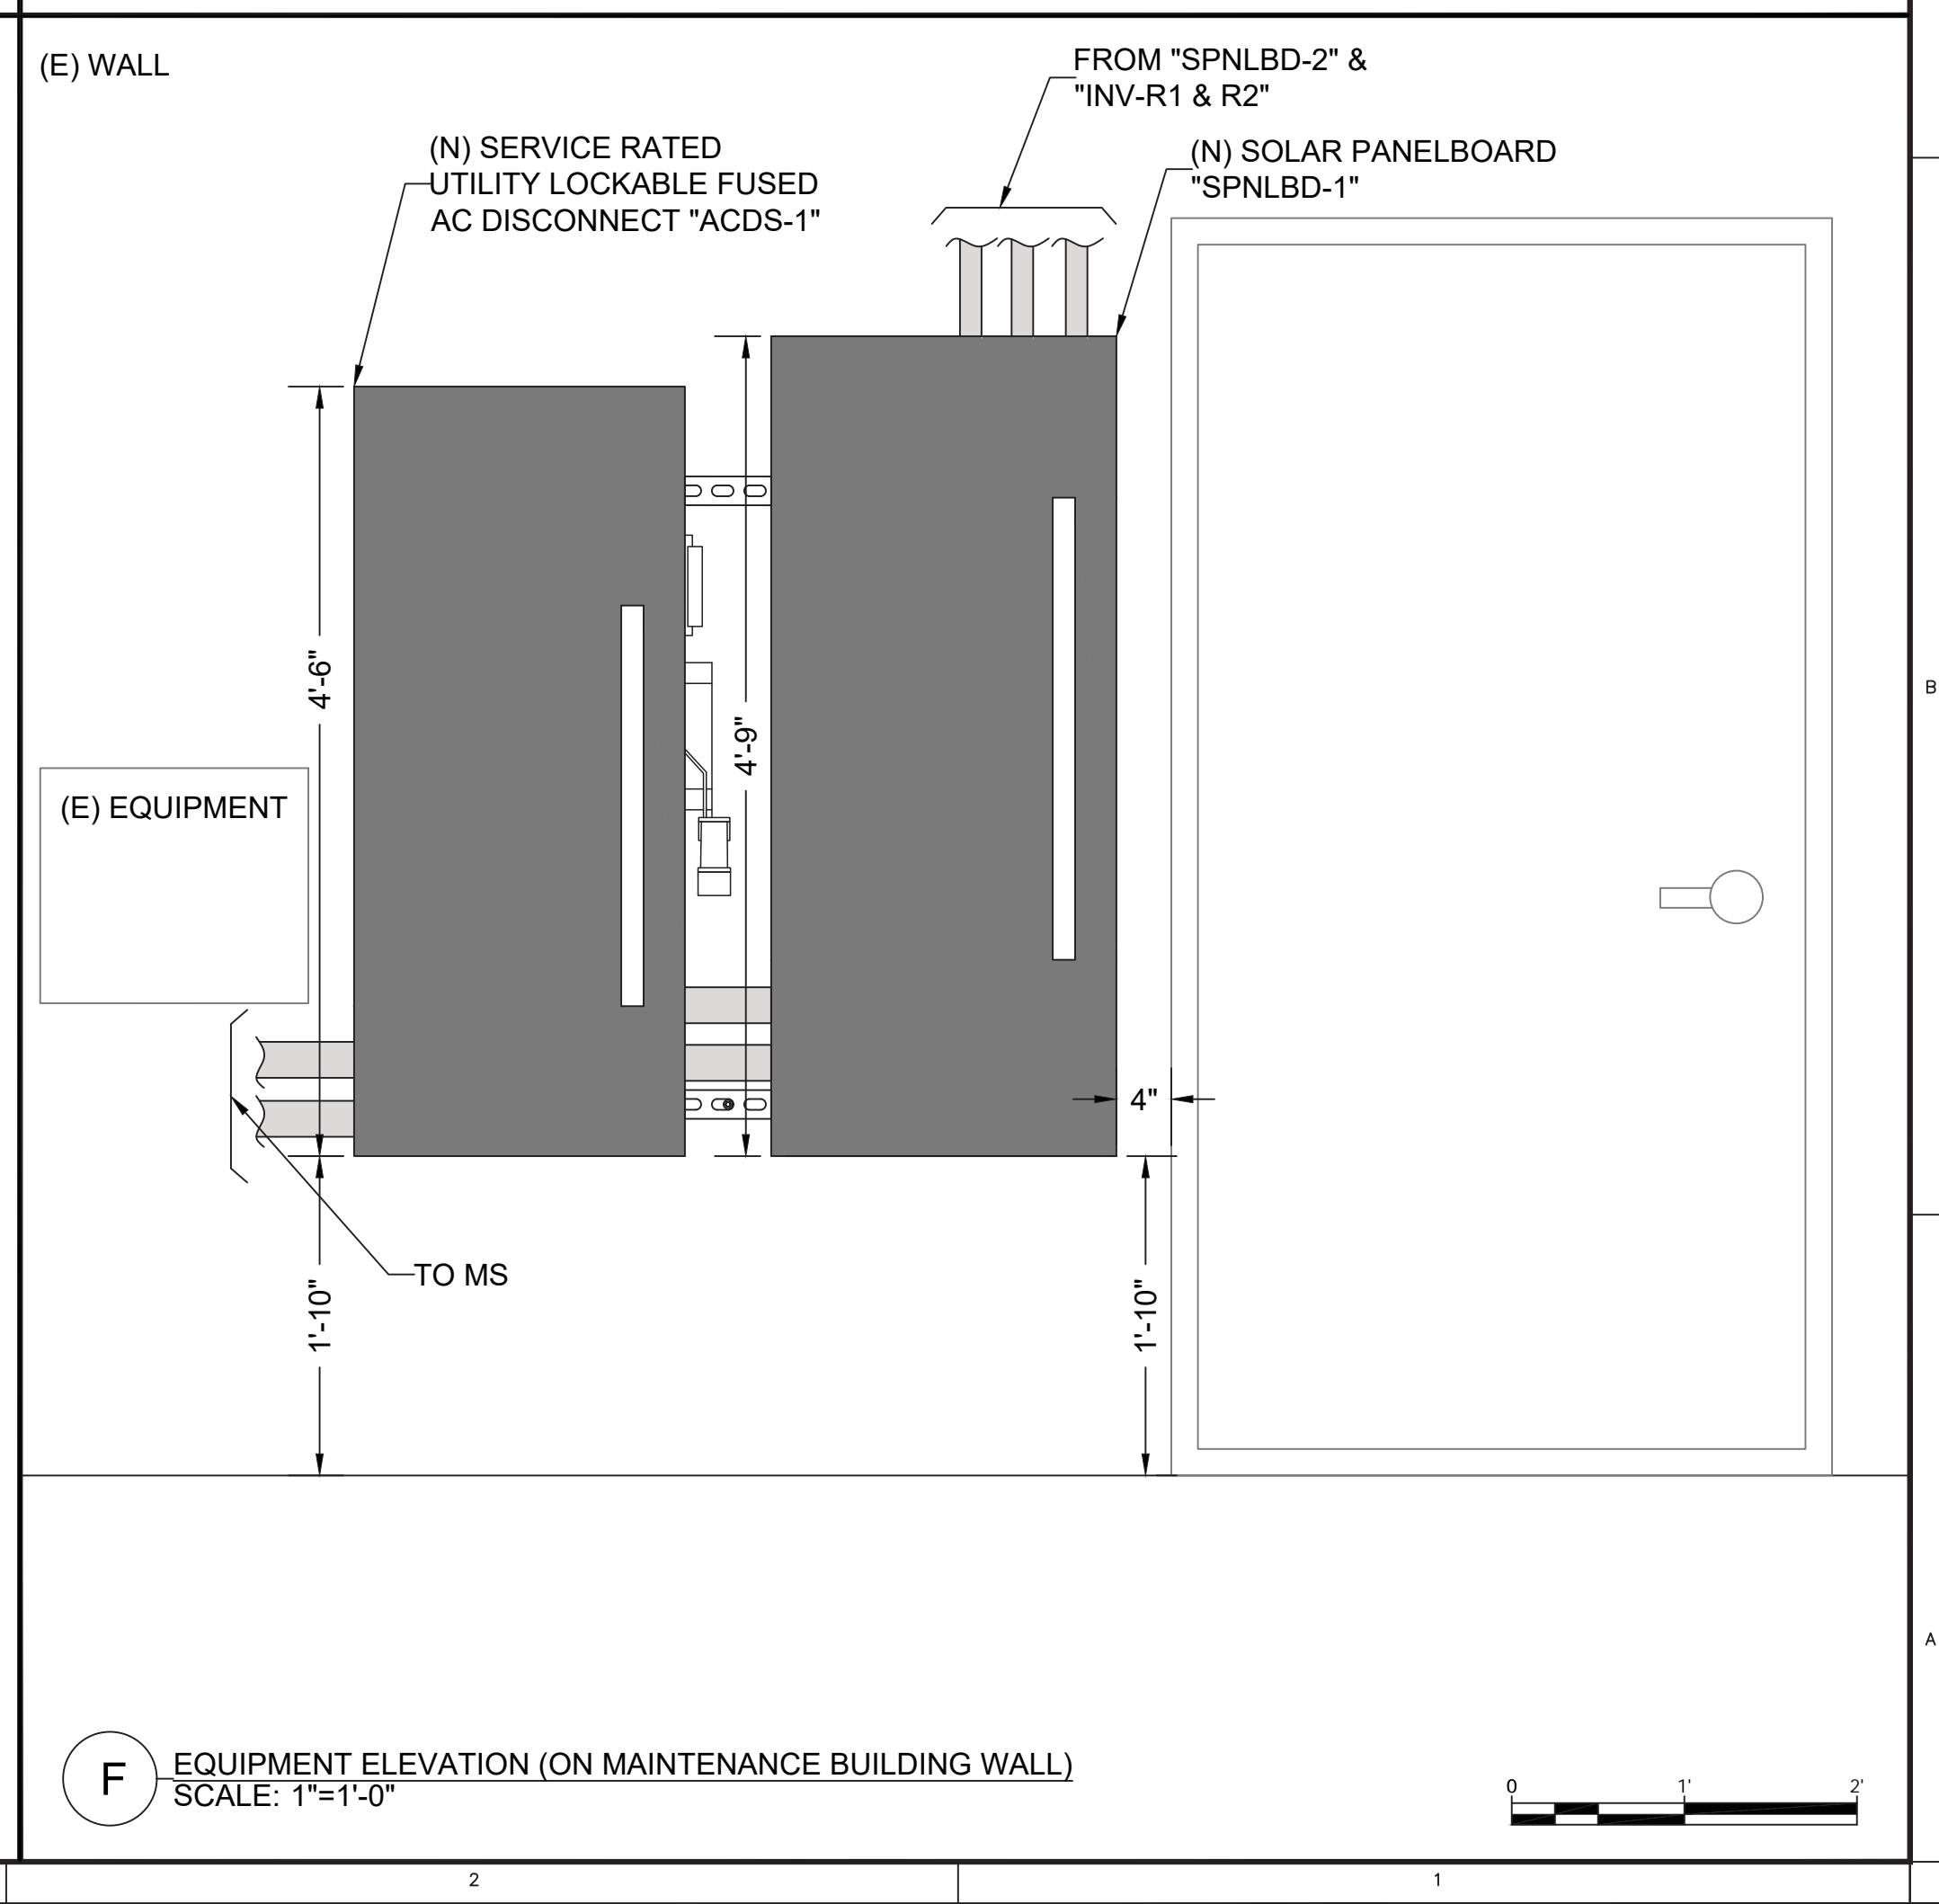 (E) WALL
FROM "SPNLBD-2" &
"INV-R1 & R2"
(N) SERVICE RATED
UTILITY LOCKABLE FUSED
AC DISCONNECT "ACDS-1"
(N) SOLAR PANELBOARD
"SPNLBD-1"
4'-6"
4'-9"
B
(E) EQUIPMENT
4"
TO MS
1'-10"
1'-10"
A
F
EQUIPMENT ELEVATION (ON MAINTENANCE BUILDING WALL)
SCALE: 1"=1'-0"
0 1' 2'
2 1